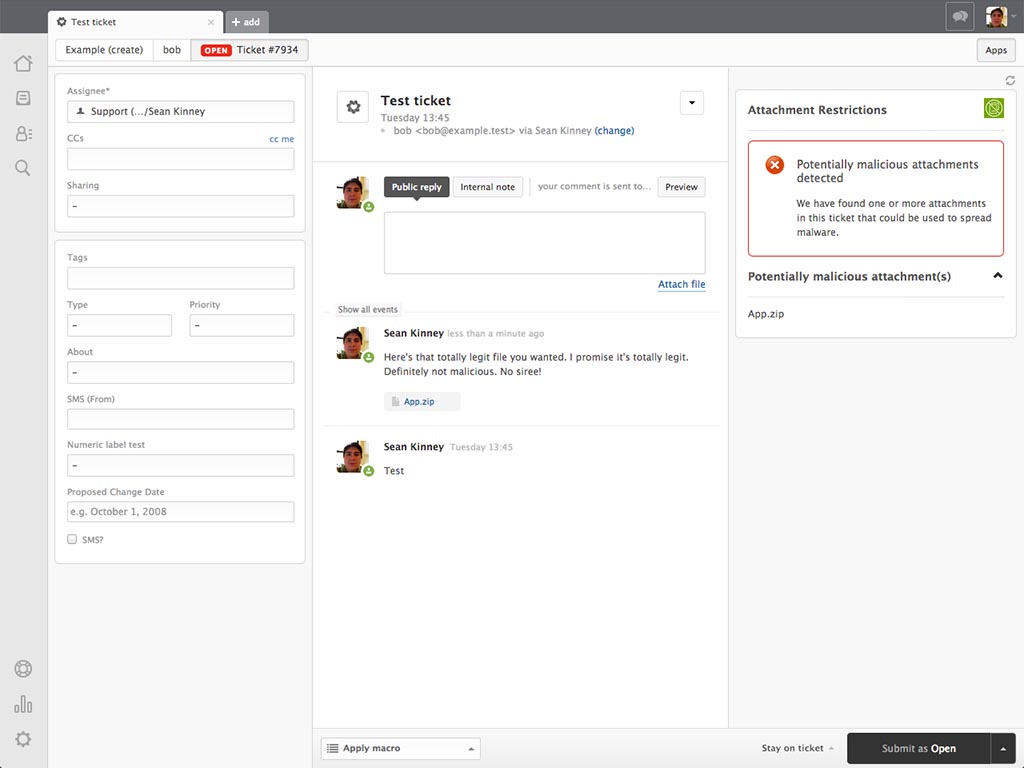 Test ticket
+ add
Example (create)
bob
OPEN Ticket #7934
Apps
Assignee*
Support (.../Sean Kinney
CCs
cc me
Sharing
–
Tags
Type
Priority
–
–
About
–
SMS (From)
Numeric label test
–
Proposed Change Date
e.g. October 1, 2008
SMS?
Test ticket
Tuesday 13:45
bob <bob@example.test> via Sean Kinney (change)
Public reply
Internal note
your comment is sent to...
Preview
Attach file
Show all events
Sean Kinney less than a minute ago
Here's that totally legit file you wanted. I promise it's totally legit.
Definitely not malicious. No siree!
App.zip
Sean Kinney Tuesday 13:45
Test
Attachment Restrictions
Potentially malicious attachments
detected
We have found one or more attachments
in this ticket that could be used to spread
malware.
Potentially malicious attachment(s)
App.zip
Apply macro
Stay on ticket
Submit as Open